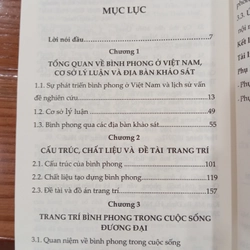 MỤC LỤC
Lời nói đầu 7
Chương 1
TỔNG QUAN VỀ BÌNH PHONG Ở VIỆT NAM,
CƠ SỞ LÝ LUẬN VÀ ĐỊA BÀN KHẢO SÁT
1.1. Sự phát triển bình phong ở Việt Nam và lịch sử vấn
đề nghiên cứu 13
1.2. Cơ sở lý luận 49
1.3. Bình phong qua các địa bàn khảo sát 55
Chương 2
CẤU TRÚC, CHẤT LIỆU VÀ ĐỀ TÀI TRANG TRÍ
2.1. Cấu trúc của bình phong 101
2.2. Chất liệu tạo dựng bình phong 119
2.3. Đề tài và đồ án trang trí 157
Chương 3
TRANG TRÍ BÌNH PHONG TRONG CUỘC SỐNG
ĐƯƠNG ĐẠI
3.1. Quan niệm về bình phong trong cuộc sống